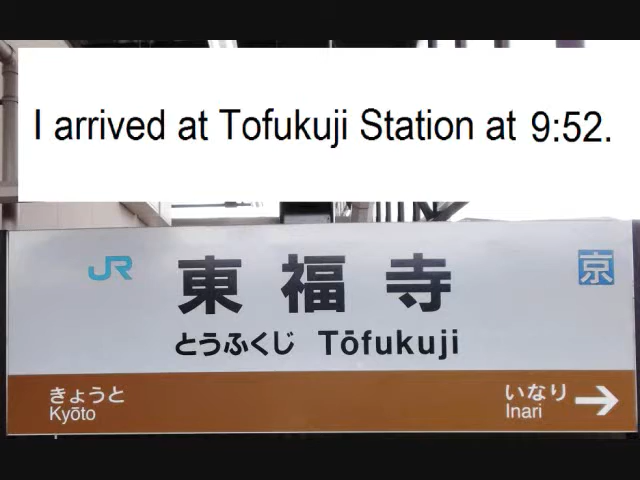 I arrived at Tofukuji Station at 9:52.
JR 東福寺 京
とうふくじ Tōfukuji
きょうと いなり
Kyōto Inari